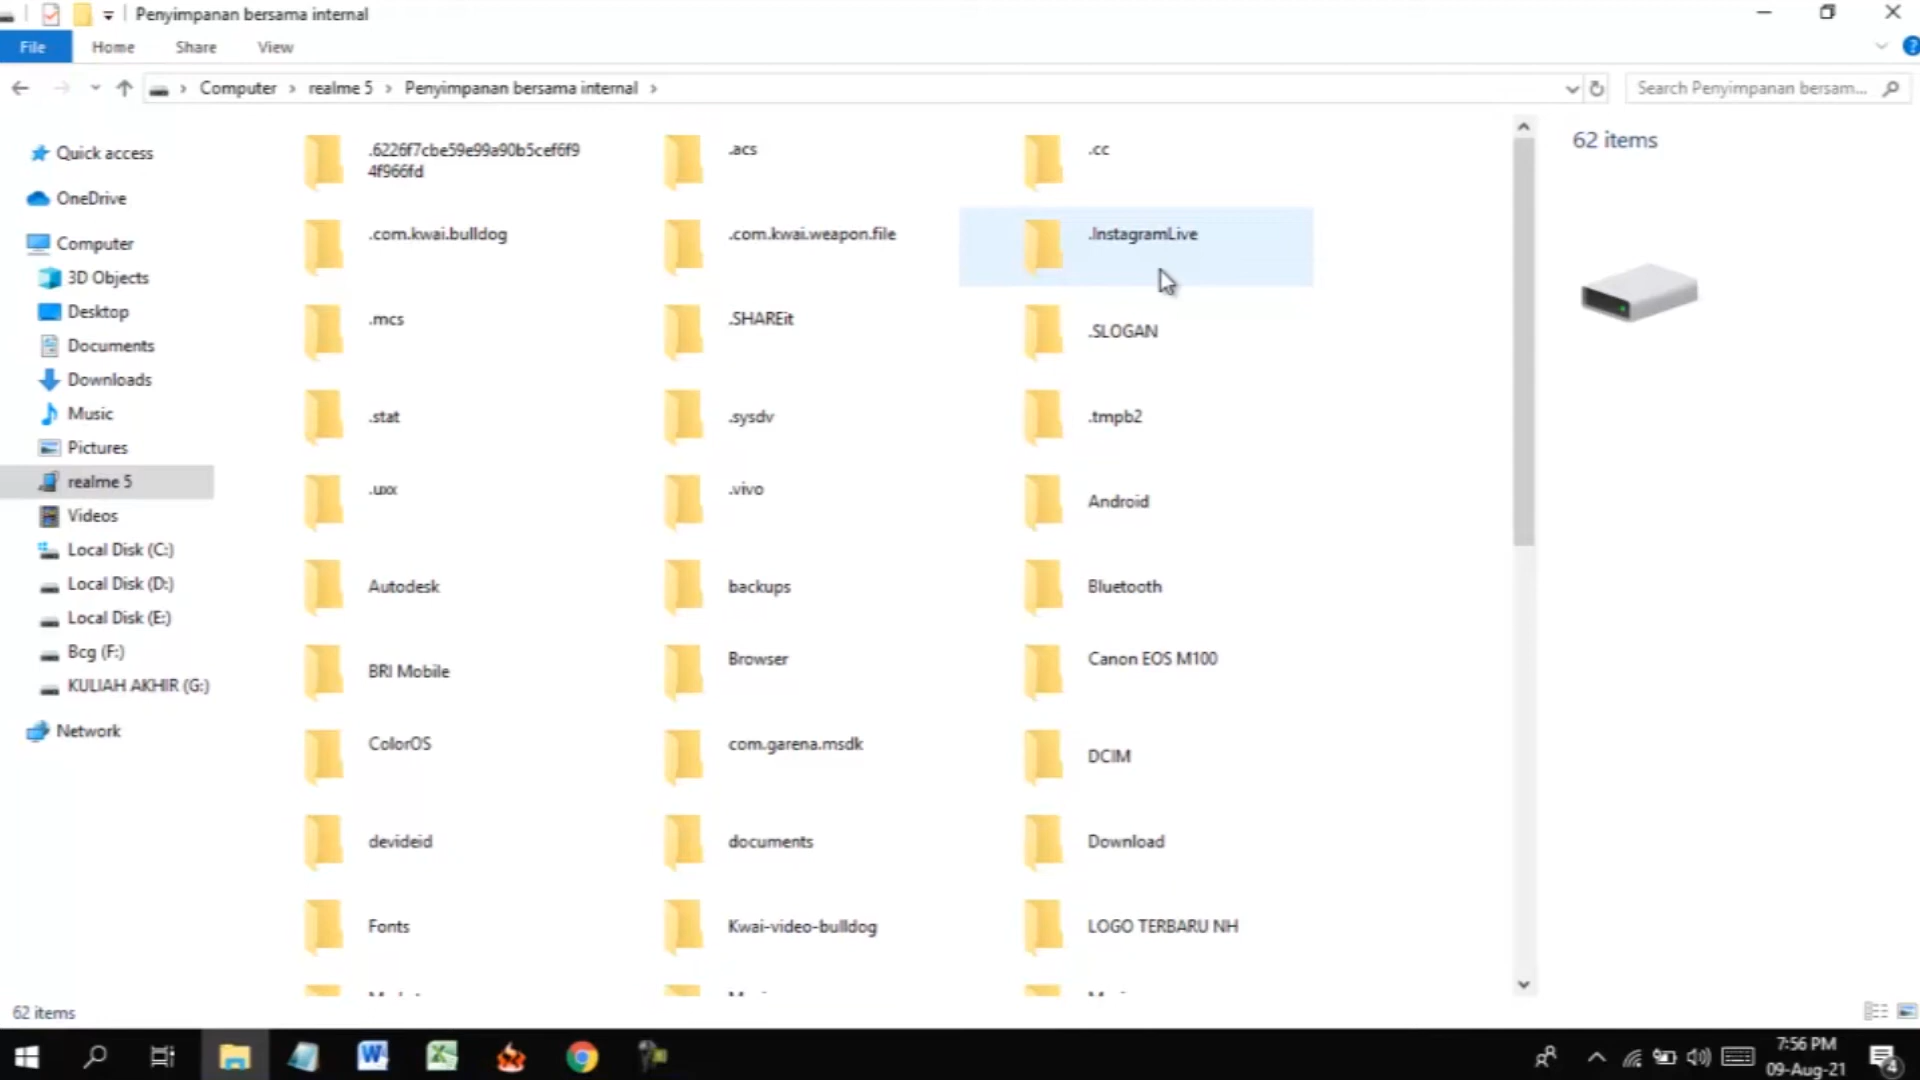 Penyimpanan bersama internal
File Home Share View
Computer realme 5 Penyimpanan bersama internal
Search Penyimpanan bersam...
Quick access
OneDrive
Computer
3D Objects
Desktop
Documents
Downloads
Music
Pictures
realme 5
Videos
Local Disk (C:)
Local Disk (D:)
Local Disk (E:)
Bcg (F:)
KULIAH AKHIR (G:)
Network
.6226f7cbe59e99a90b5cef6f9
4f966fd
.acs
.cc
.com.kwai.bulldog
.com.kwai.weapon.file
.InstagramLive
.mcs
.SHAREit
.SLOGAN
.stat
.sysdv
.tmpb2
.uxx
.vivo
Android
Autodesk
backups
Bluetooth
BRI Mobile
Browser
Canon EOS M100
ColorOS
com.garena.msdk
DCIM
devideid
documents
Download
Fonts
Kwai-video-bulldog
LOGO TERBARU NH
62 items
62 items
7:56 PM
09-Aug-21
4